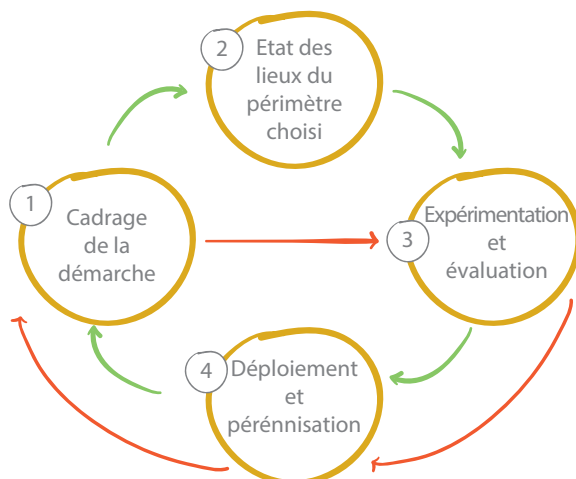 1
Cadrage
de la
démarche
2
Etat des
lieux du
périmètre
choisi
3
Expérimentation
et
évaluation
4
Déploiement
et
pérénnisation